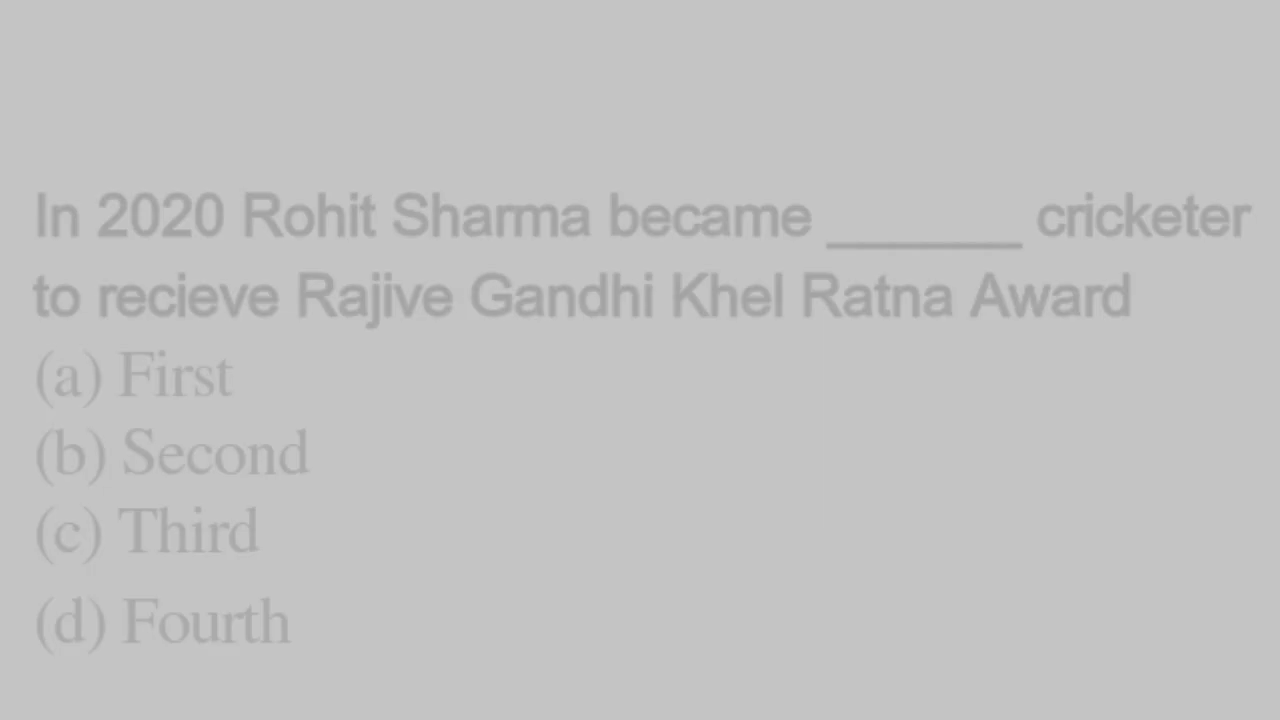 In 2020 Rohit Sharma became _______ cricketer
to recieve Rajive Gandhi Khel Ratna Award
(a) First
(b) Second
(c) Third
(d) Fourth